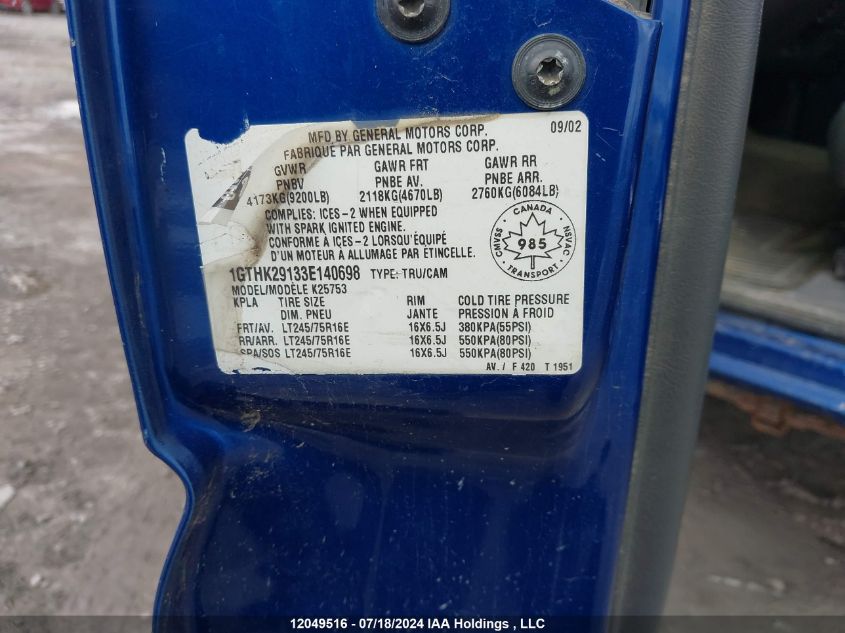 MFD BY GENERAL MOTORS CORP. 09/02
FABRIQUE PAR GENERAL MOTORS CORP.
GVWR GAWR FRT GAWR RR
PNBV PNBE AV. PNBE ARR.
4173KG(9200LB) 2118KG(4670LB) 2760KG(6084LB)
COMPLIES: ICES-2 WHEN EQUIPPED
WITH SPARK IGNITED ENGINE.
CONFORME À ICES-2 LORSQU'ÉQUIPÉ
D'UN MOTEUR A ALLUMAGE PAR ÉTINCELLE.
CANADA
CMVSS 985 NSVAC
TRANSPORT
1GTHK29133E140698 TYPE: TRU/CAM
MODEL/MODÈLE K25753
KPLA TIRE SIZE RIM COLD TIRE PRESSURE
DIM. PNEU JANTE PRESSION À FROID
FRT/AV. LT245/75R16E 16X6.5J 380KPA(55PSI)
RR/ARR. LT245/75R16E 16X6.5J 550KPA(80PSI)
SPA/SOS LT245/75R16E 16X6.5J 550KPA(80PSI)
AV. / F 420 T 1951
12049516 - 07/18/2024 IAA Holdings , LLC